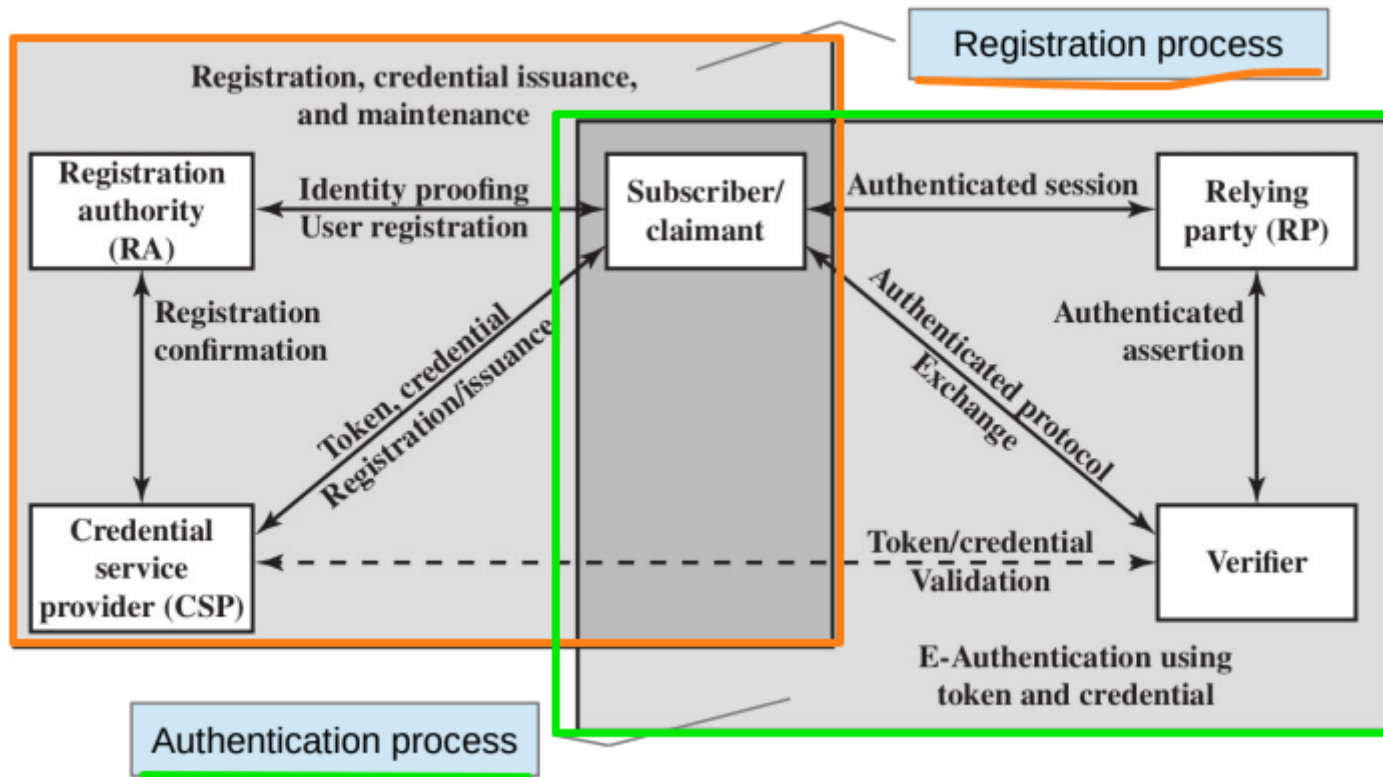 Registration process
Registration, credential issuance,
and maintenance
Registration
authority
(RA)
Identity proofing
User registration
Subscriber/
claimant
Authenticated session
Relying
party (RP)
Registration
confirmation
Token, credential
Registration/issuance
Authenticated protocol
Exchange
Authenticated
assertion
Credential
service
provider (CSP)
Token/credential
Validation
Verifier
E-Authentication using
token and credential
Authentication process